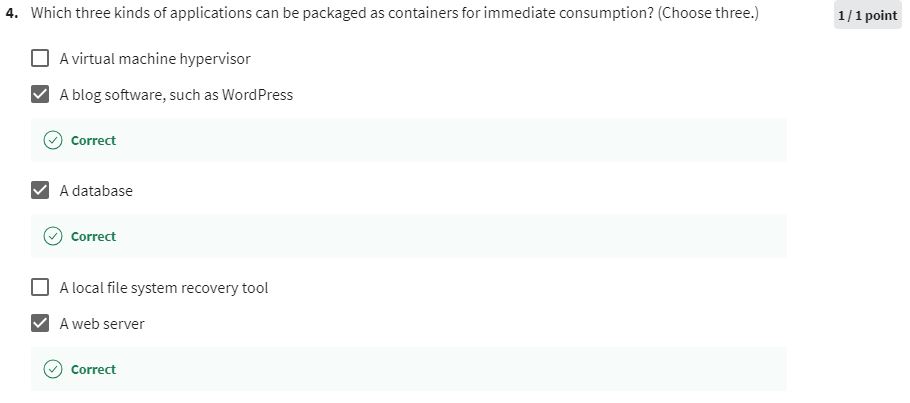 4. Which three kinds of applications can be packaged as containers for immediate consumption? (Choose three.)
1 / 1 point
A virtual machine hypervisor
A blog software, such as WordPress
Correct
A database
Correct
A local file system recovery tool
A web server
Correct